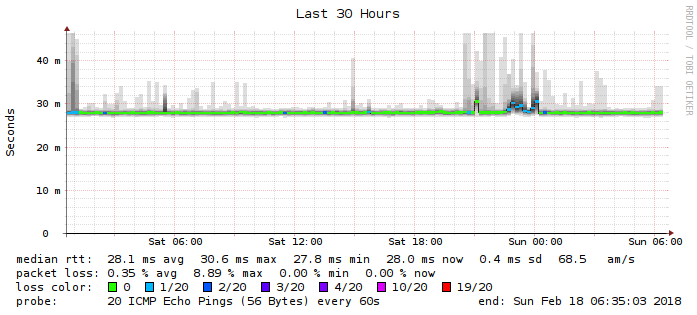 Last 30 Hours
RRDTOOL / TOBI OETIKER
Seconds
40 m
30 m
20 m
10 m
0
Sat 06:00 Sat 12:00 Sat 18:00 Sun 00:00 Sun 06:00
median rtt: 28.1 ms avg 30.6 ms max 27.8 ms min 28.0 ms now 0.4 ms sd 68.5 am/s
packet loss: 0.35 % avg 8.89 % max 0.00 % min 0.00 % now
loss color: 0 1/20 2/20 3/20 4/20 10/20 19/20
probe: 20 ICMP Echo Pings (56 Bytes) every 60s end: Sun Feb 18 06:35:03 2018